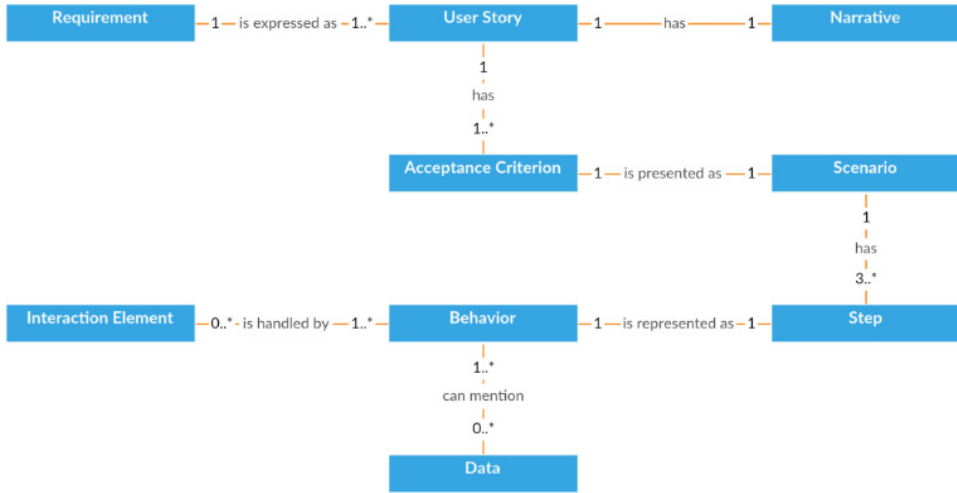 Requirement 1 is expressed as 1..* User Story 1 has 1 Narrative
1
has
1..*
Acceptance Criterion 1 is presented as 1 Scenario
1
has
3..*
Interaction Element 0..* is handled by 1..* Behavior 1 is represented as 1 Step
1..*
can mention
0..*
Data